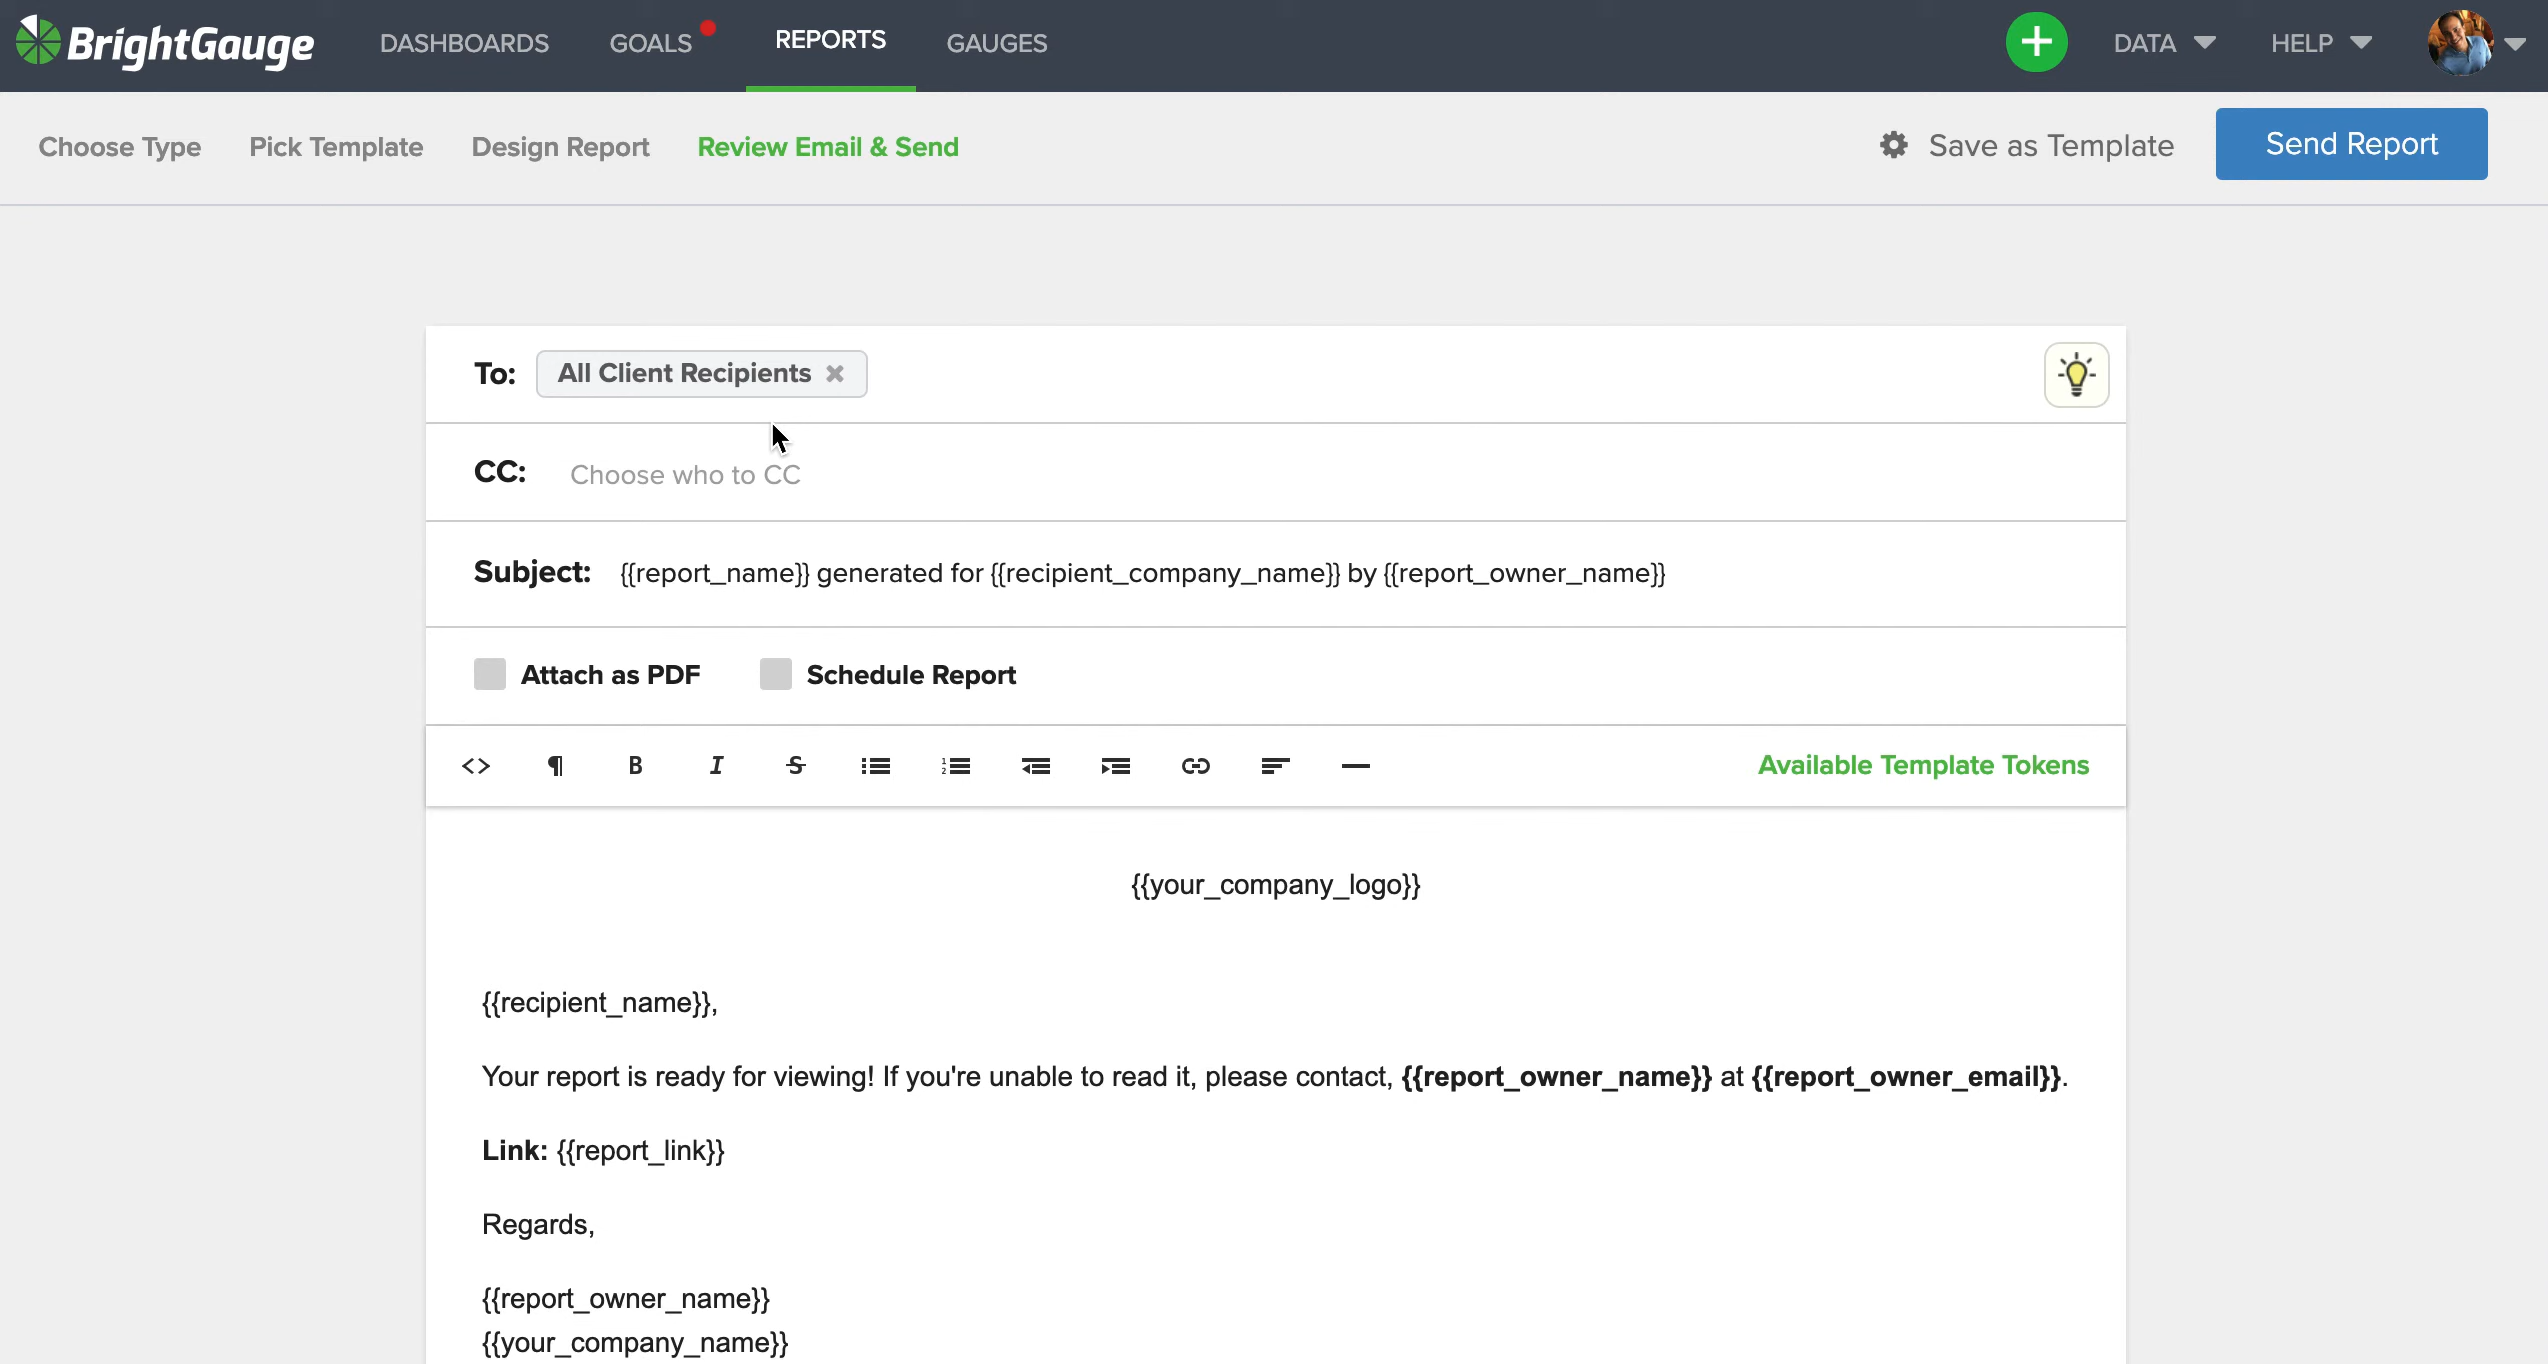 BrightGauge DASHBOARDS GOALS REPORTS GAUGES DATA HELP
Choose Type Pick Template Design Report Review Email & Send Save as Template Send Report
To: All Client Recipients
CC: Choose who to CC
Subject: {{report_name}} generated for {{recipient_company_name}} by {{report_owner_name}}
Attach as PDF Schedule Report
Available Template Tokens
{{your_company_logo}}
{{recipient_name}},
Your report is ready for viewing! If you're unable to read it, please contact, {{report_owner_name}} at {{report_owner_email}}.
Link: {{report_link}}
Regards,
{{report_owner_name}}
{{your_company_name}}